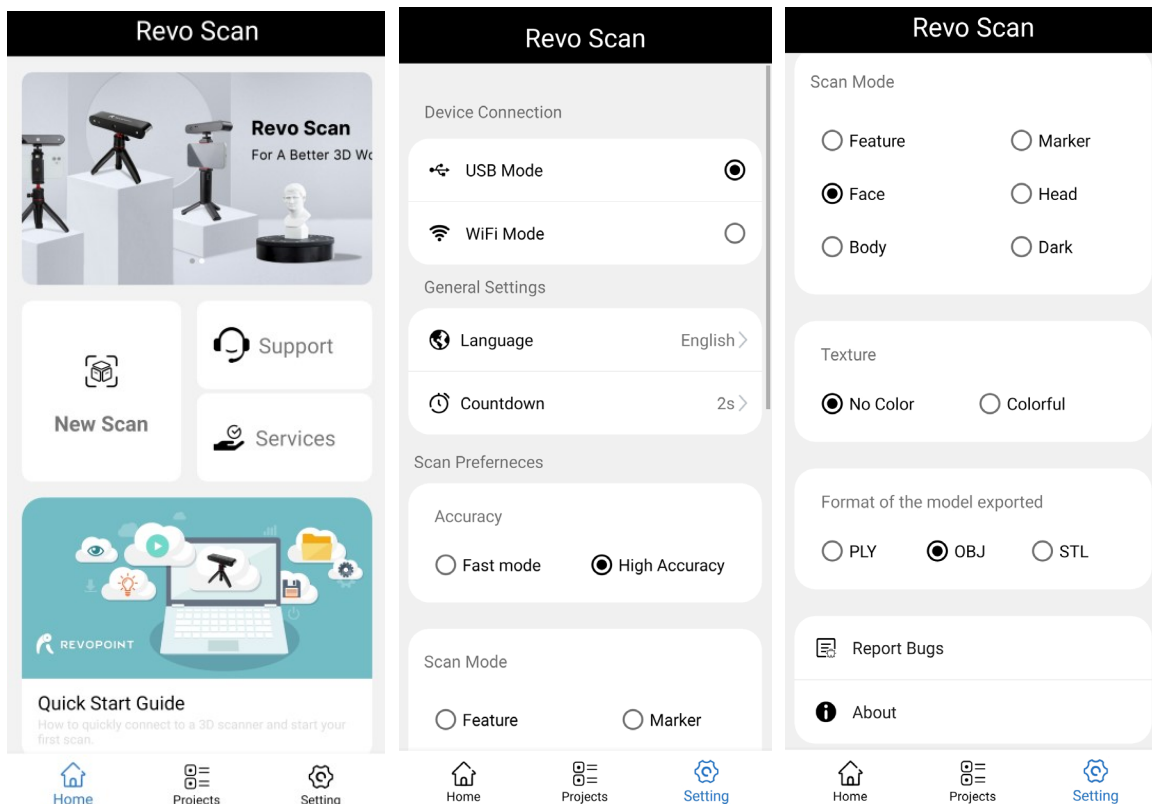 Revo Scan
Revo Scan
For A Better 3D Wo
New Scan
Support
Services
REVOPOINT
Quick Start Guide
How to quickly connect to a 3D scanner and start your
first scan.
Home
Projects
Setting
Revo Scan
Device Connection
USB Mode
WiFi Mode
General Settings
Language
English
Countdown
2s
Scan Preferneces
Accuracy
Fast mode
High Accuracy
Scan Mode
Feature
Marker
Home
Projects
Setting
Revo Scan
Scan Mode
Feature
Marker
Face
Head
Body
Dark
Texture
No Color
Colorful
Format of the model exported
PLY
OBJ
STL
Report Bugs
About
Home
Projects
Setting